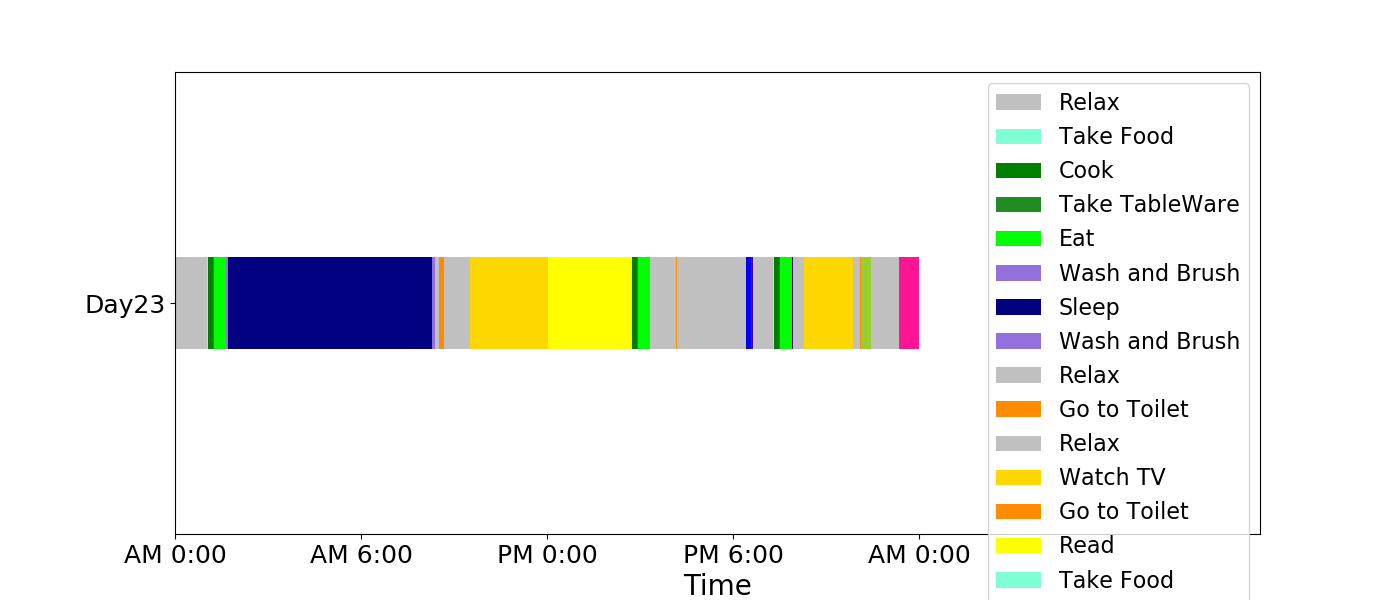 Relax
Take Food
Cook
Take TableWare
Eat
Wash and Brush
Sleep
Wash and Brush
Relax
Go to Toilet
Relax
Watch TV
Go to Toilet
Read
Take Food
Day23
AM 0:00 AM 6:00 PM 0:00 PM 6:00 AM 0:00
Time